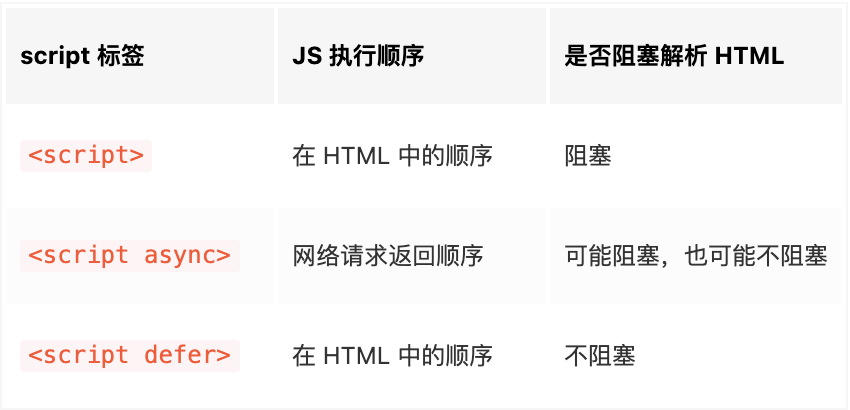 script 标签 JS 执行顺序 是否阻塞解析 HTML
<script> 在 HTML 中的顺序 阻塞
<script async> 网络请求返回顺序 可能阻塞，也可能不阻塞
<script defer> 在 HTML 中的顺序 不阻塞